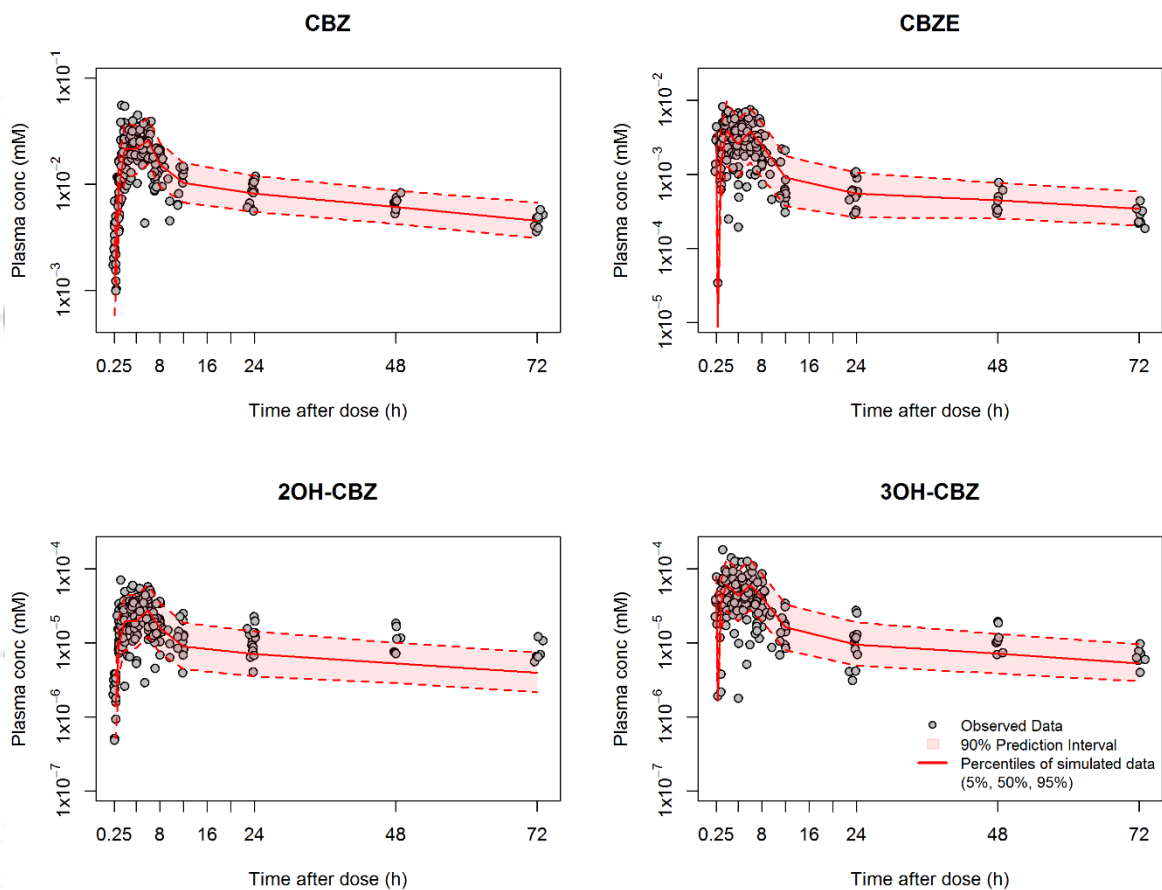 CBZ
Plasma conc (mM)
1x10⁻¹
1x10⁻²
1x10⁻³
0.25 8 16 24 48 72
Time after dose (h)
CBZE
Plasma conc (mM)
1x10⁻²
1x10⁻³
1x10⁻⁴
1x10⁻⁵
0.25 8 16 24 48 72
Time after dose (h)
2OH-CBZ
Plasma conc (mM)
1x10⁻⁴
1x10⁻⁵
1x10⁻⁶
1x10⁻⁷
0.25 8 16 24 48 72
Time after dose (h)
3OH-CBZ
Plasma conc (mM)
1x10⁻⁴
1x10⁻⁵
1x10⁻⁶
1x10⁻⁷
Observed Data
90% Prediction Interval
Percentiles of simulated data
(5%, 50%, 95%)
0.25 8 16 24 48 72
Time after dose (h)